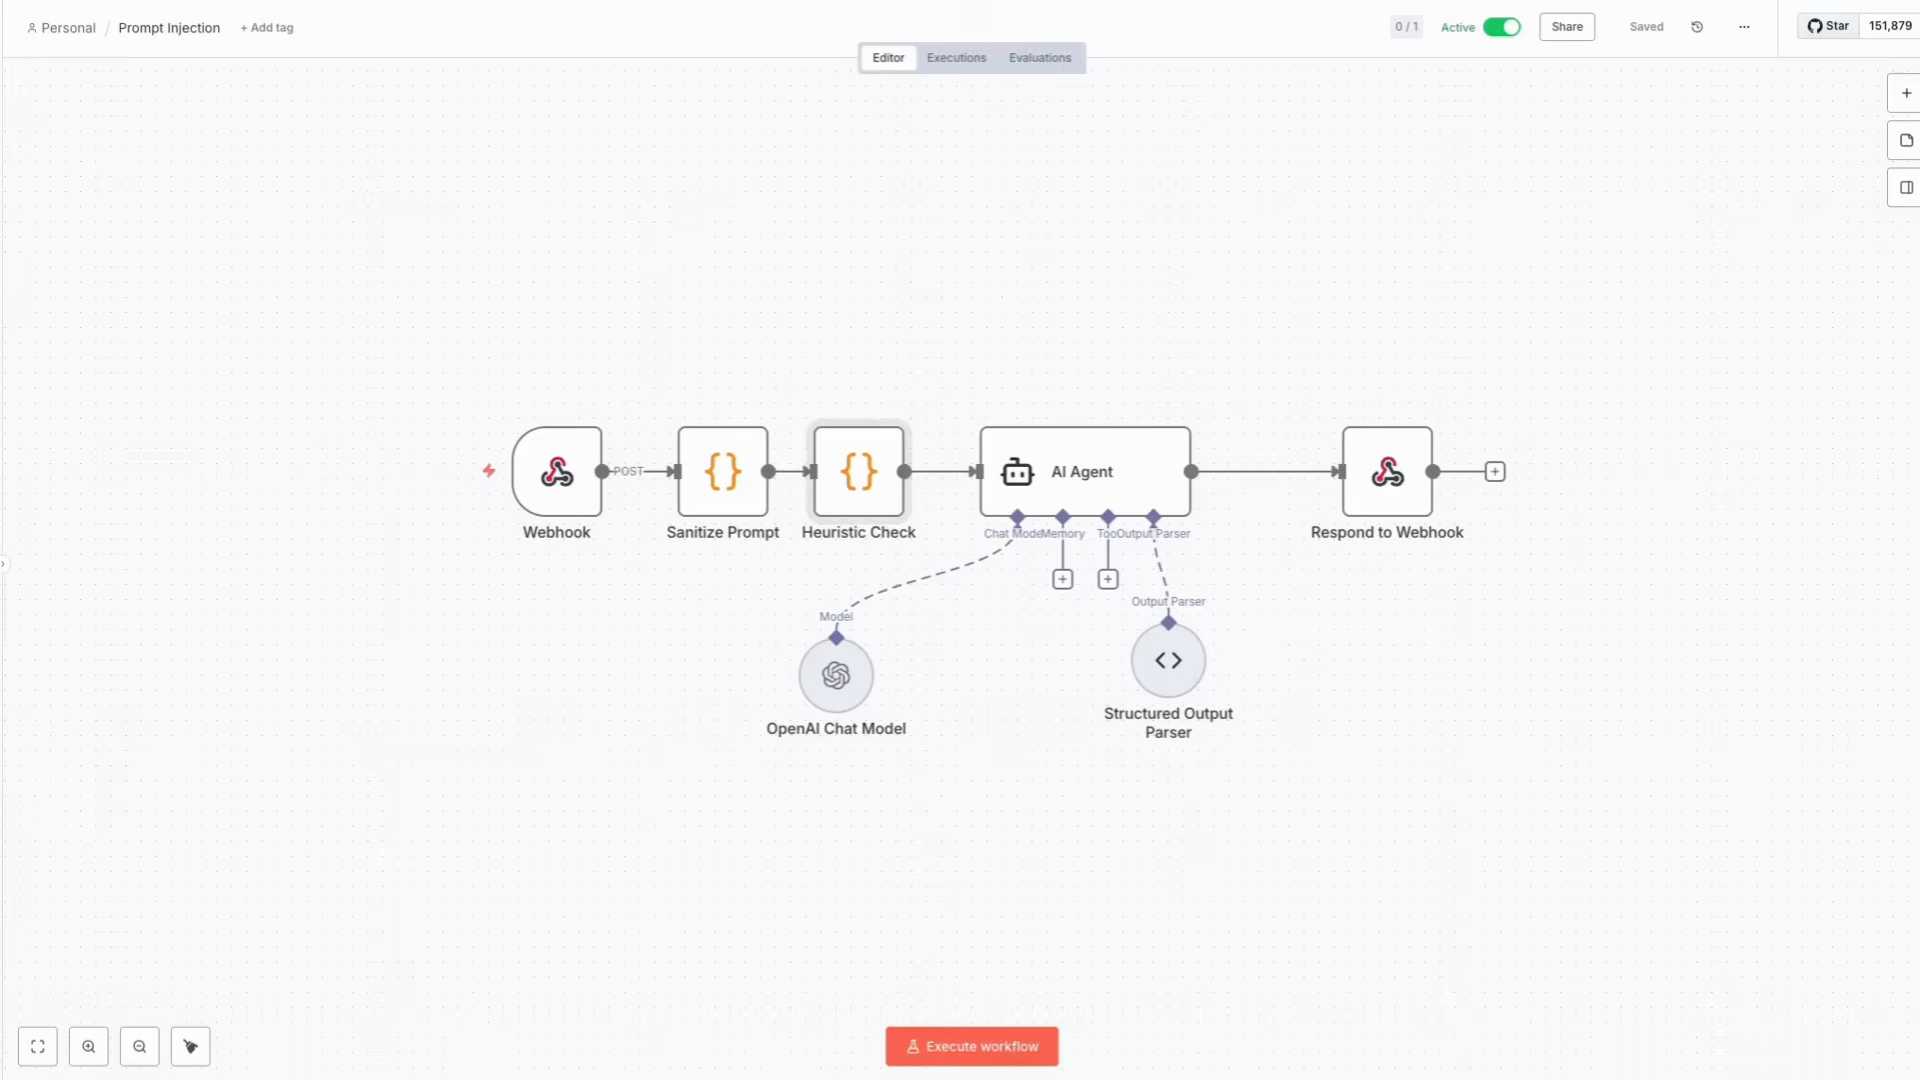 Personal / Prompt Injection + Add tag
0 / 1 Active Share Saved ... Star 151,879
Editor Executions Evaluations
POST
AI Agent
Webhook Sanitize Prompt Heuristic Check Respond to Webhook
Chat Mode Memory Too Output Parser
Output Parser
Model
Structured Output
Parser
OpenAI Chat Model
Execute workflow